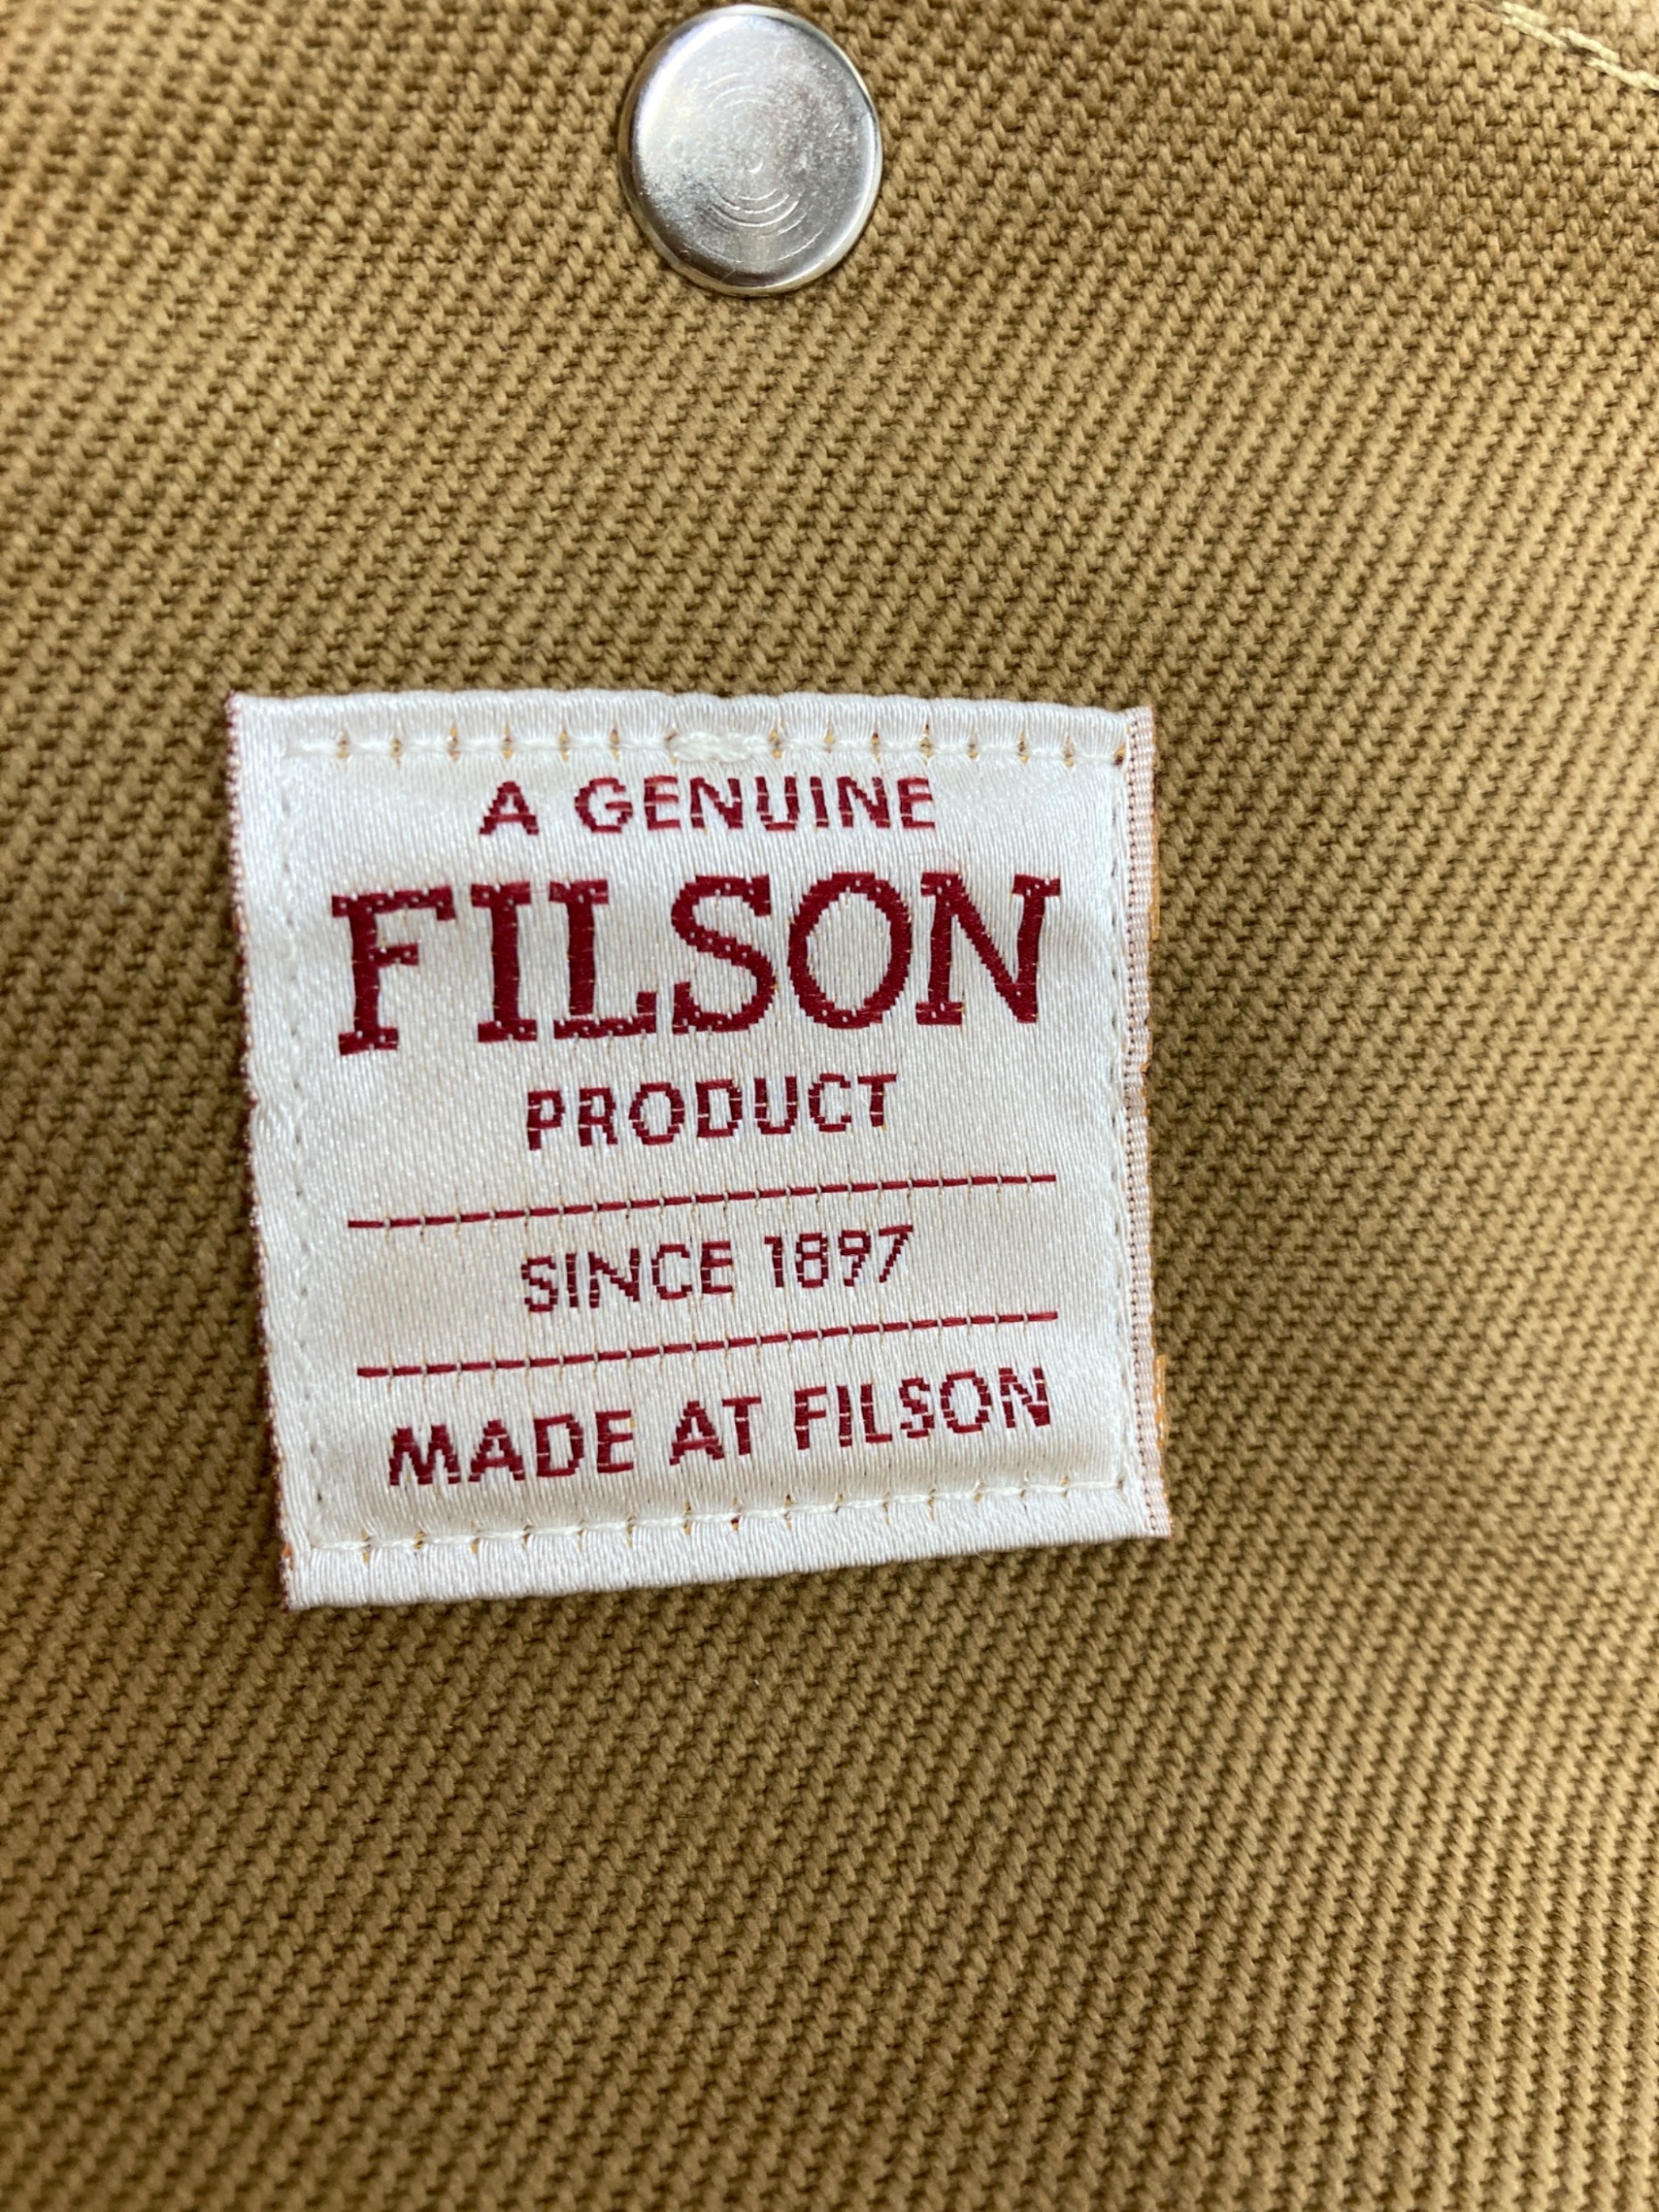 A GENUINE
FILSON
PRODUCT
SINCE 1897
MADE AT FILSON